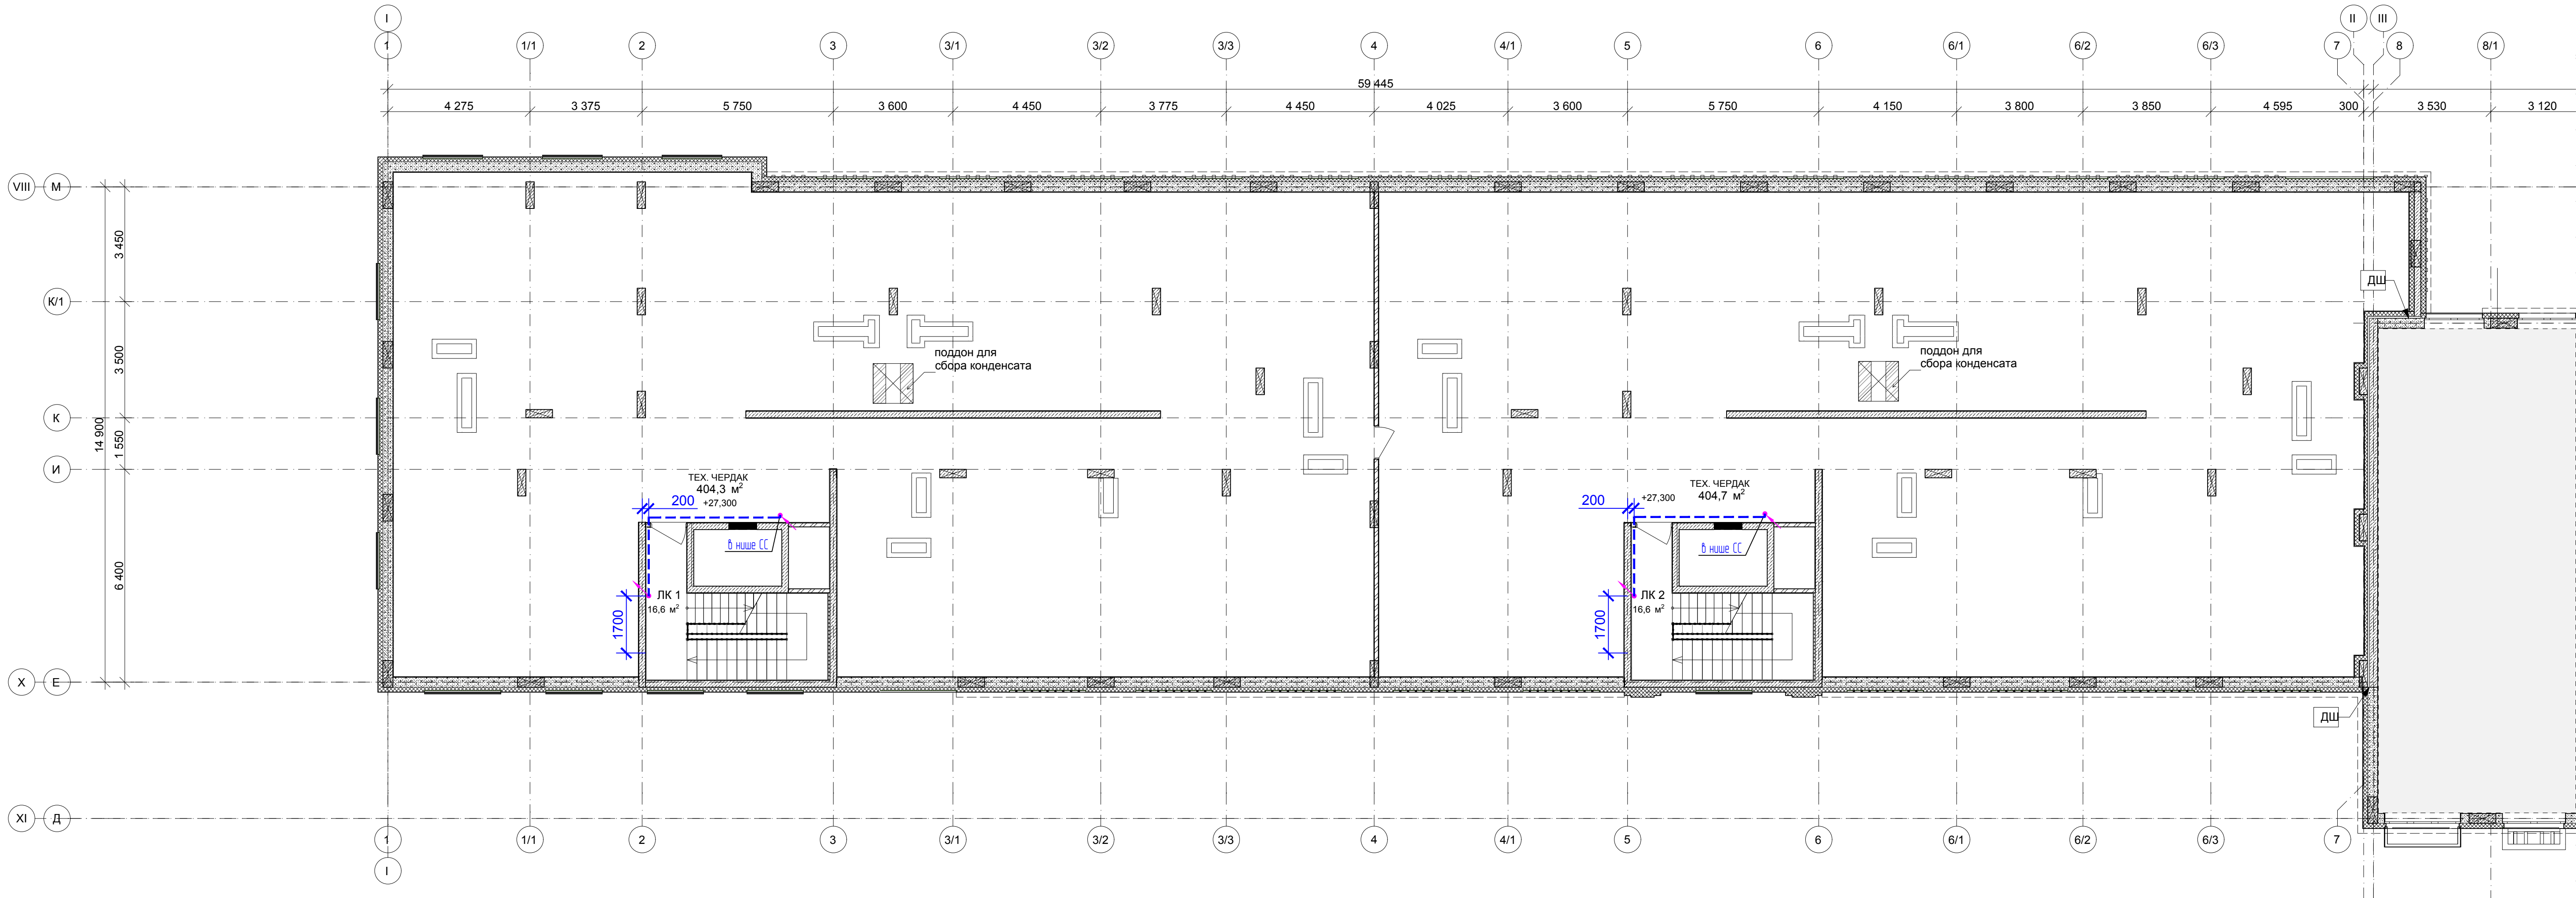 I II III
1 1/1 2 3 3/1 3/2 3/3 4 4/1 5 6 6/1 6/2 6/3 7 8 8/1
59 445
4 275 3 375 5 750 3 600 4 450 3 775 4 450 4 025 3 600 5 750 4 150 3 800 3 850 4 595 300 3 530 3 120
VIII М
3 450
К/1
ДШ
3 500
поддон для
сбора конденсата
поддон для
сбора конденсата
К
14 900
1 550
И
ТЕХ. ЧЕРДАК
404,3 м²
200 +27,300
в нише СС
ТЕХ. ЧЕРДАК
404,7 м²
200 +27,300
в нише СС
6 400
ЛК 1
16,6 м²
1700
ЛК 2
16,6 м²
1700
X Е
ДШ
XI Д
1 1/1 2 3 3/1 3/2 3/3 4 4/1 5 6 6/1 6/2 6/3 7
I